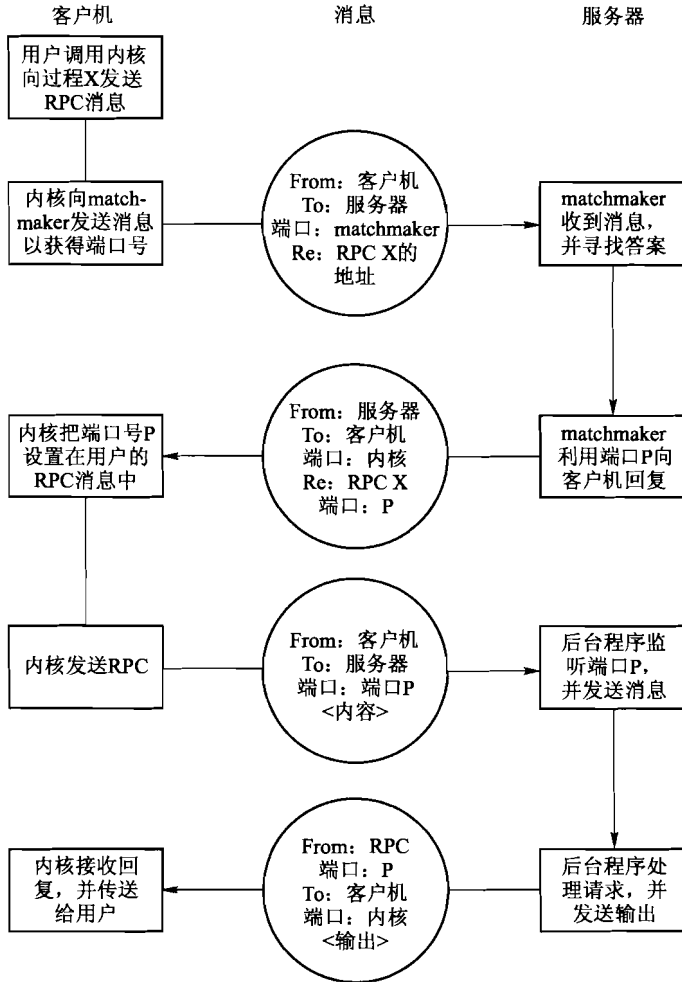 客户机
消息
服务器
用户调用内核
向过程X发送
RPC消息
内核向match-
maker发送消息
以获得端口号
From：客户机
To：服务器
端口：matchmaker
Re：RPC X的
地址
matchmaker
收到消息，
并寻找答案
内核把端口号P
设置在用户的
RPC消息中
From：服务器
To：客户机
端口：内核
Re：RPC X
端口：P
matchmaker
利用端口P向
客户机回复
内核发送RPC
From：客户机
To：服务器
端口：端口P
<内容>
后台程序监
听端口P，
并发送消息
内核接收回
复，并传送
给用户
From：RPC
端口：P
To：客户机
端口：内核
<输出>
后台程序处
理请求，并
发送输出